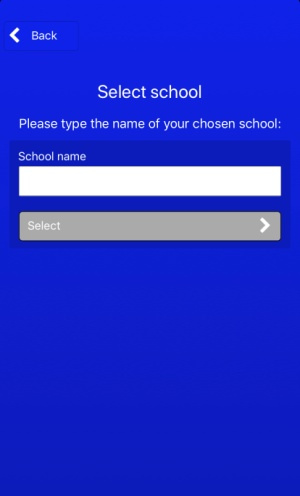 Back
Select school
Please type the name of your chosen school:
School name
Select